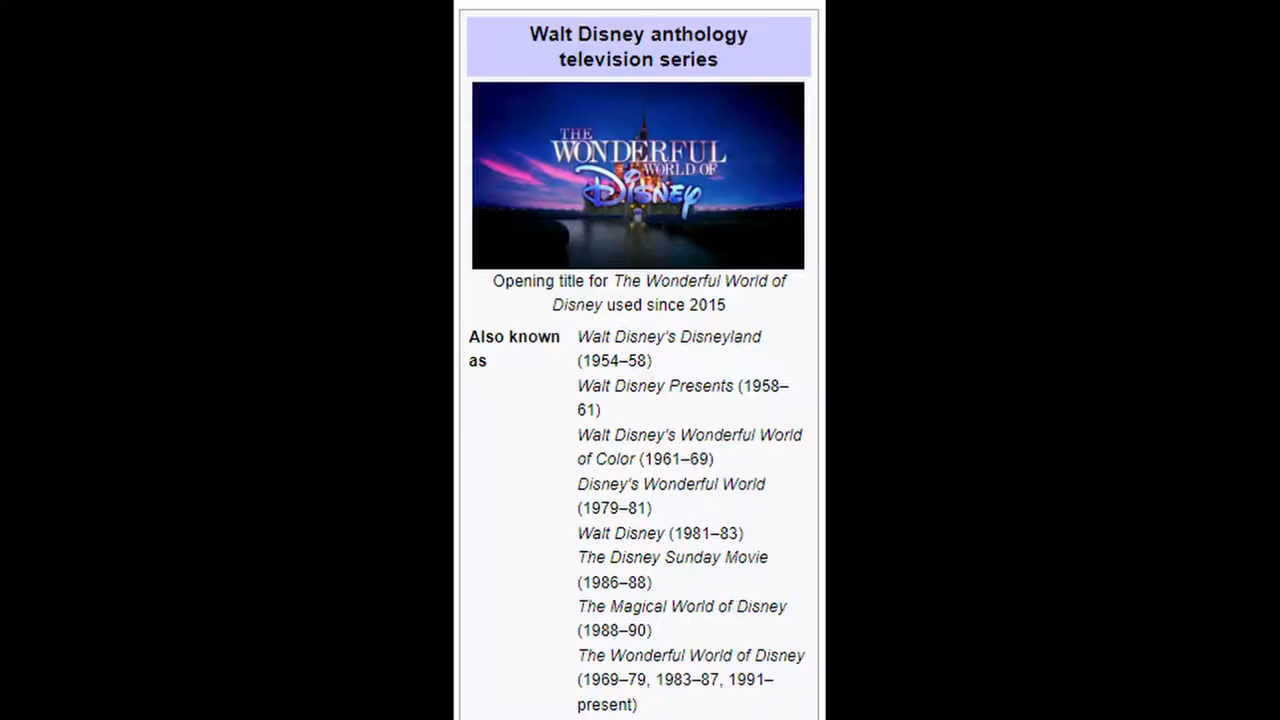 Walt Disney anthology
television series
THE
WONDERFUL
WORLD OF
Disney
Opening title for The Wonderful World of
Disney used since 2015
Also known
as
Walt Disney's Disneyland
(1954–58)
Walt Disney Presents (1958–
61)
Walt Disney's Wonderful World
of Color (1961–69)
Disney's Wonderful World
(1979–81)
Walt Disney (1981–83)
The Disney Sunday Movie
(1986–88)
The Magical World of Disney
(1988–90)
The Wonderful World of Disney
(1969–79, 1983–87, 1991–
present)